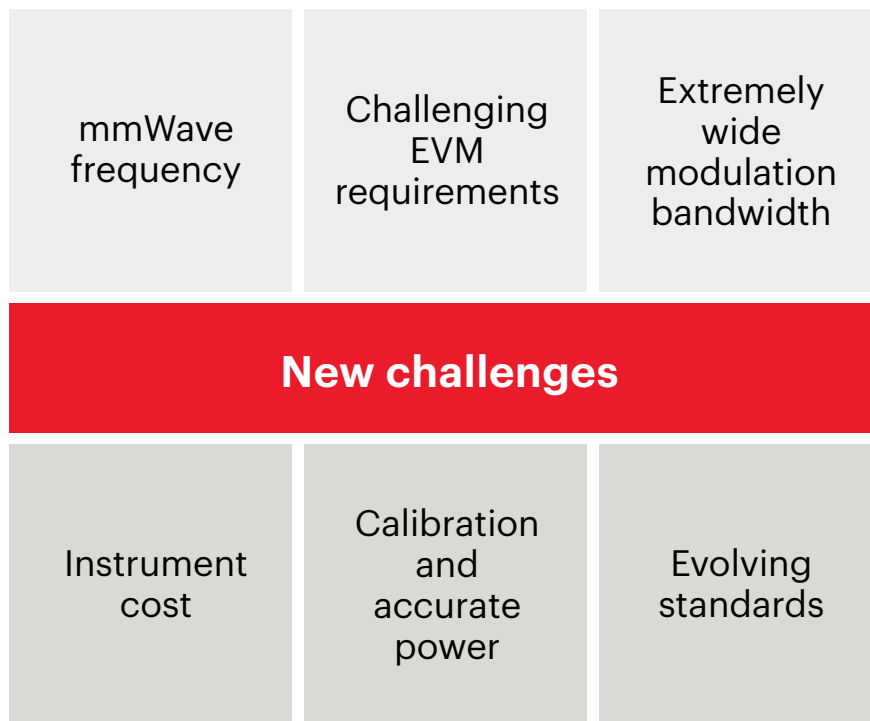 mmWave
frequency
Challenging
EVM
requirements
Extremely
wide
modulation
bandwidth
New challenges
Instrument
cost
Calibration
and
accurate
power
Evolving
standards